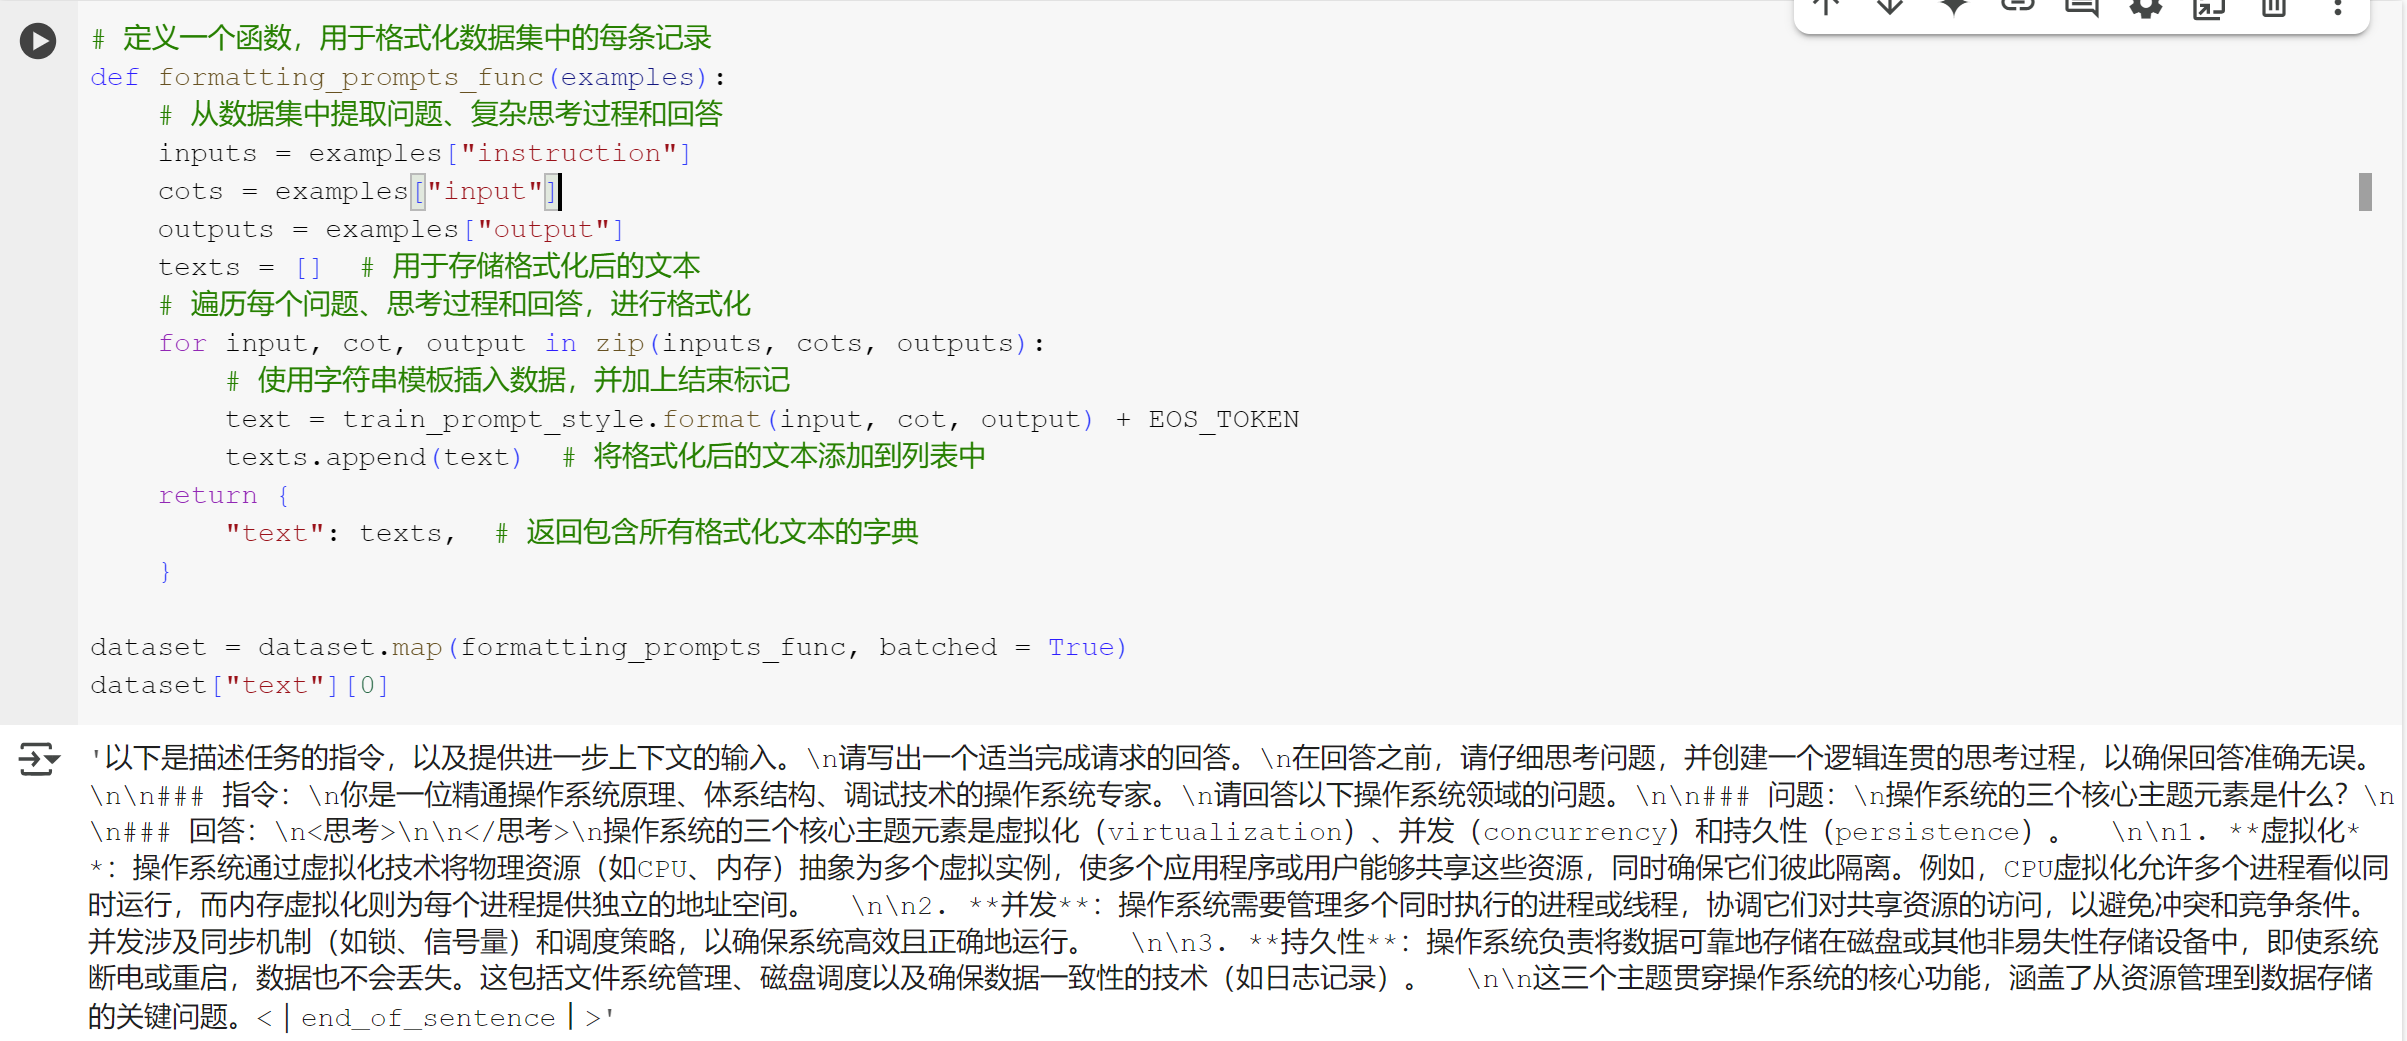 # 定义一个函数，用于格式化数据集中的每条记录
def formatting_prompts_func(examples):
    # 从数据集中提取问题、复杂思考过程和回答
    inputs = examples["instruction"]
    cots = examples["input"]
    outputs = examples["output"]
    texts = []  # 用于存储格式化后的文本
    # 遍历每个问题、思考过程和回答，进行格式化
    for input, cot, output in zip(inputs, cots, outputs):
        # 使用字符串模板插入数据，并加上结束标记
        text = train_prompt_style.format(input, cot, output) + EOS_TOKEN
        texts.append(text)  # 将格式化后的文本添加到列表中
    return {
        "text": texts,  # 返回包含所有格式化文本的字典
    }
dataset = dataset.map(formatting_prompts_func, batched = True)
dataset["text"][0]
'以下是描述任务的指令，以及提供进一步上下文的输入。\n请写出一个适当完成请求的回答。\n在回答之前，请仔细思考问题，并创建一个逻辑连贯的思考过程，以确保回答准确无误。
\n\n### 指令：\n你是一位精通操作系统原理、体系结构、调试技术的操作系统专家。\n请回答以下操作系统领域的问题。\n\n### 问题：\n操作系统的三个核心主题元素是什么？\n
\n### 回答：\n<思考>\n\n</思考>\n操作系统的三个核心主题元素是虚拟化（virtualization）、并发（concurrency）和持久性（persistence）。  \n\n1. **虚拟化*
*：操作系统通过虚拟化技术将物理资源（如CPU、内存）抽象为多个虚拟实例，使多个应用程序或用户能够共享这些资源，同时确保它们彼此隔离。例如，CPU虚拟化允许多个进程看似同
时运行，而内存虚拟化则为每个进程提供独立的地址空间。  \n\n2. **并发**：操作系统需要管理多个同时执行的进程或线程，协调它们对共享资源的访问，以避免冲突和竞争条件。
并发涉及同步机制（如锁、信号量）和调度策略，以确保系统高效且正确地运行。  \n\n3. **持久性**：操作系统负责将数据可靠地存储在磁盘或其他非易失性存储设备中，即使系统
断电或重启，数据也不会丢失。这包括文件系统管理、磁盘调度以及确保数据一致性的技术（如日志记录）。  \n\n这三个主题贯穿操作系统的核心功能，涵盖了从资源管理到数据存储
的关键问题。<｜end_of_sentence｜>'